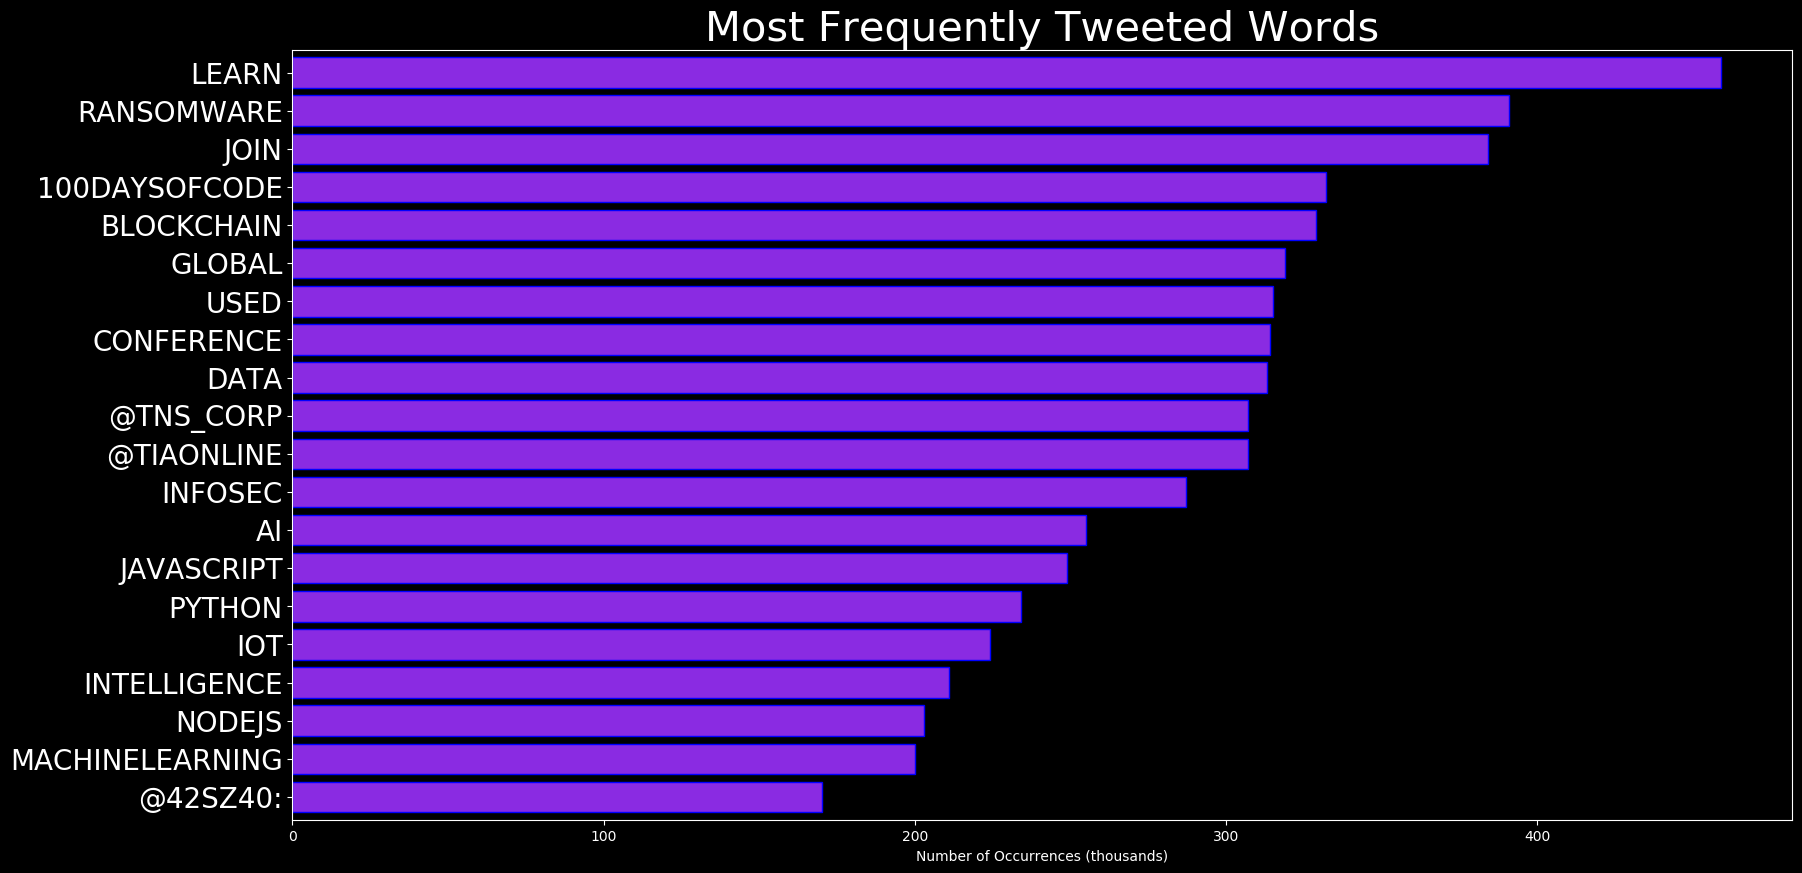 Most Frequently Tweeted Words
LEARN
RANSOMWARE
JOIN
100DAYSOFCODE
BLOCKCHAIN
GLOBAL
USED
CONFERENCE
DATA
@TNS_CORP
@TIAONLINE
INFOSEC
AI
JAVASCRIPT
PYTHON
IOT
INTELLIGENCE
NODEJS
MACHINELEARNING
@42SZ40:
0 100 200 300 400
Number of Occurrences (thousands)